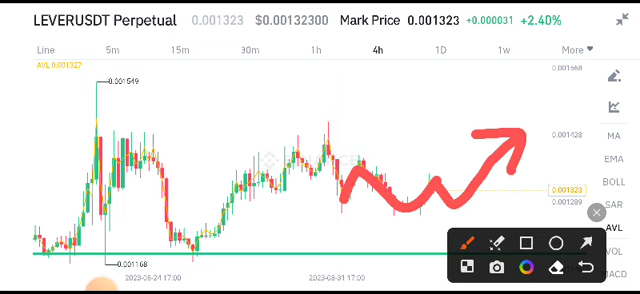 LEVERUSDT Perpetual 0.001323 $0.00132300 Mark Price 0.001323 +0.000031 +2.40%
Line 5m 15m 30m 1h 4h 1D 1w More
AVL 0.001327
0.001568
0.001549
0.001428
MA
EMA
BOLL
0.001323
0.001289
SAR
AVL
VOL
0.001168
MACD
2023-08-24 17:00 2023-08-31 17:00